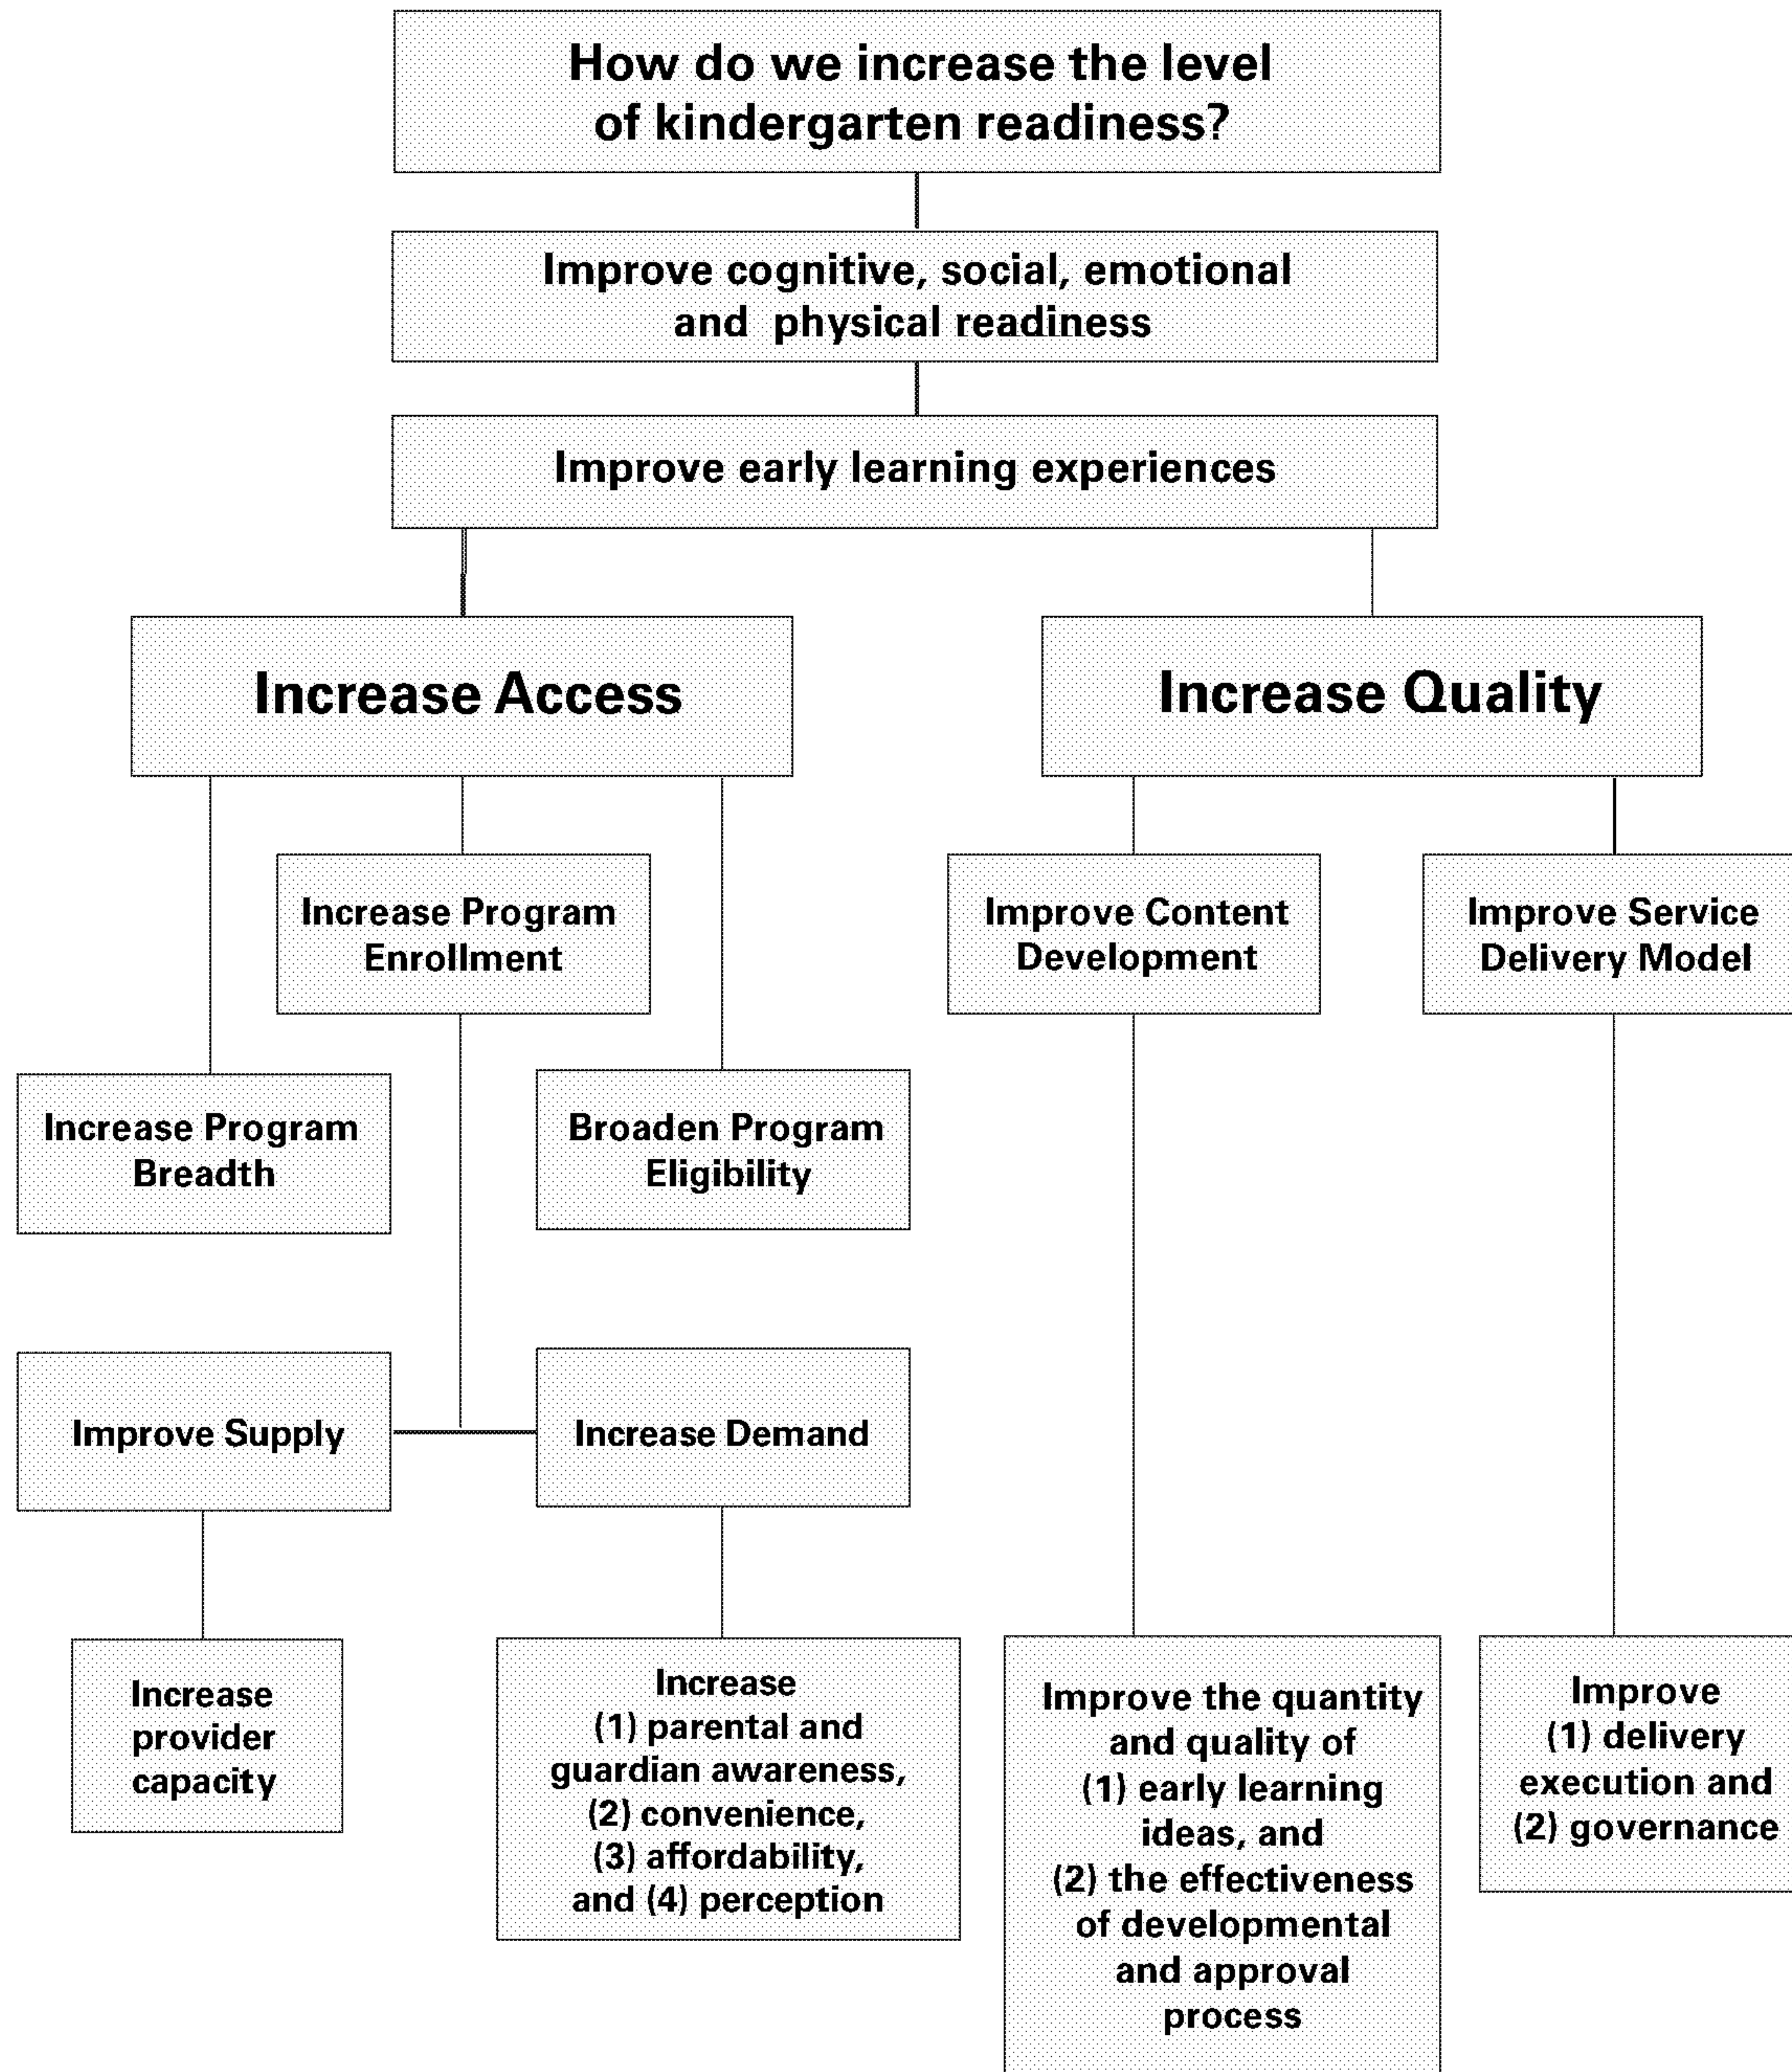 How do we increase the level
of kindergarten readiness?
Improve cognitive, social, emotional
and physical readiness
Improve early learning experiences
Increase Access
Increase Quality
Increase Program
Enrollment
Improve Content
Development
Improve Service
Delivery Model
Increase Program
Breadth
Broaden Program
Eligibility
Improve Supply
Increase Demand
Increase
provider
capacity
Increase
(1) parental and
guardian awareness,
(2) convenience,
(3) affordability,
and (4) perception
Improve the quantity
and quality of
(1) early learning
ideas, and
(2) the effectiveness
of developmental
and approval
process
Improve
(1) delivery
execution and
(2) governance